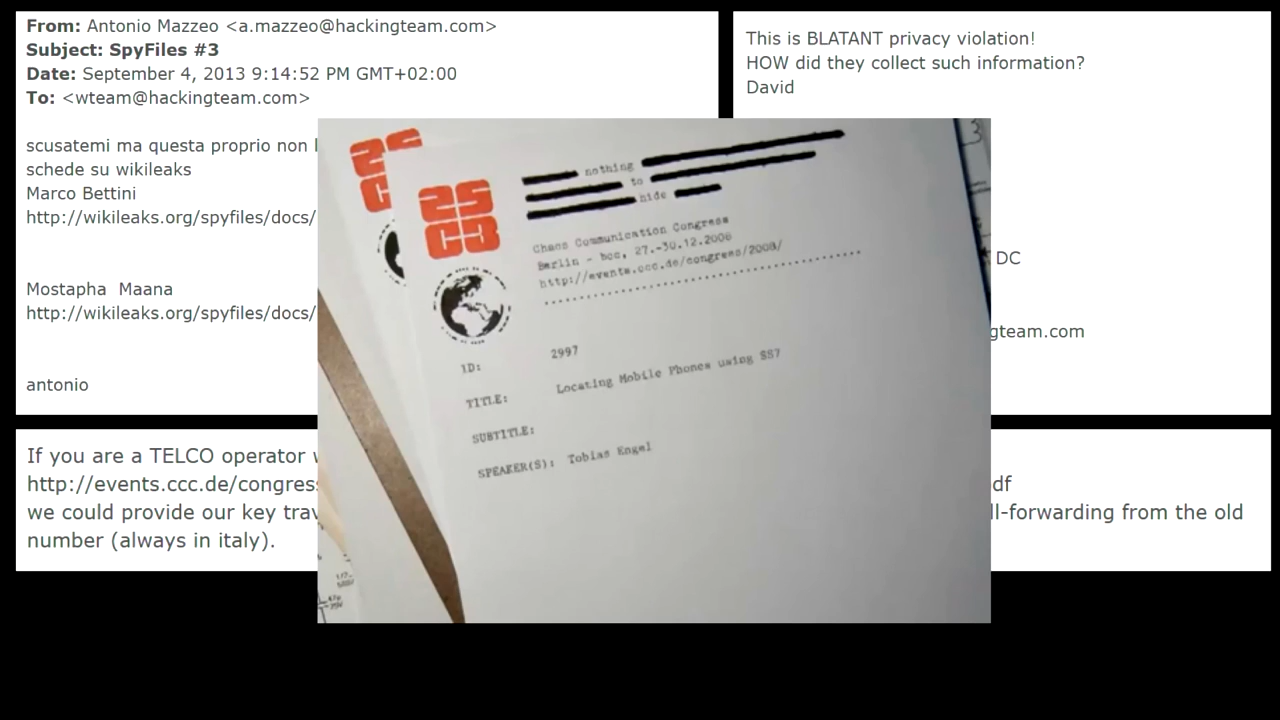 From: Antonio Mazzeo <a.mazzeo@hackingteam.com>
Subject: SpyFiles #3
Date: September 4, 2013 9:14:52 PM GMT+02:00
To: <wteam@hackingteam.com>
scusatemi ma questa proprio non
schede su wikileaks
Marco Bettini
http://wikileaks.org/spyfiles/docs/
Mostapha Maana
http://wikileaks.org/spyfiles/docs/
antonio
This is BLATANT privacy violation!
HOW did they collect such information?
David
DC
gteam.com
25
C3
nothing
to
hide
Chaos Communication Congress
Berlin - bcc, 27.-30.12.2008
http://events.ccc.de/congress/2008/
ID: 2997
TITLE: Locating Mobile Phones using SS7
SUBTITLE:
SPEAKER(S): Tobias Engel
If you are a TELCO operator
http://events.ccc.de/congress df
we could provide our key ll-forwarding from the old
number (always in italy).